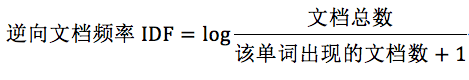 逆向文档频率 IDF = log 文档总数 / 该单词出现的文档数 + 1